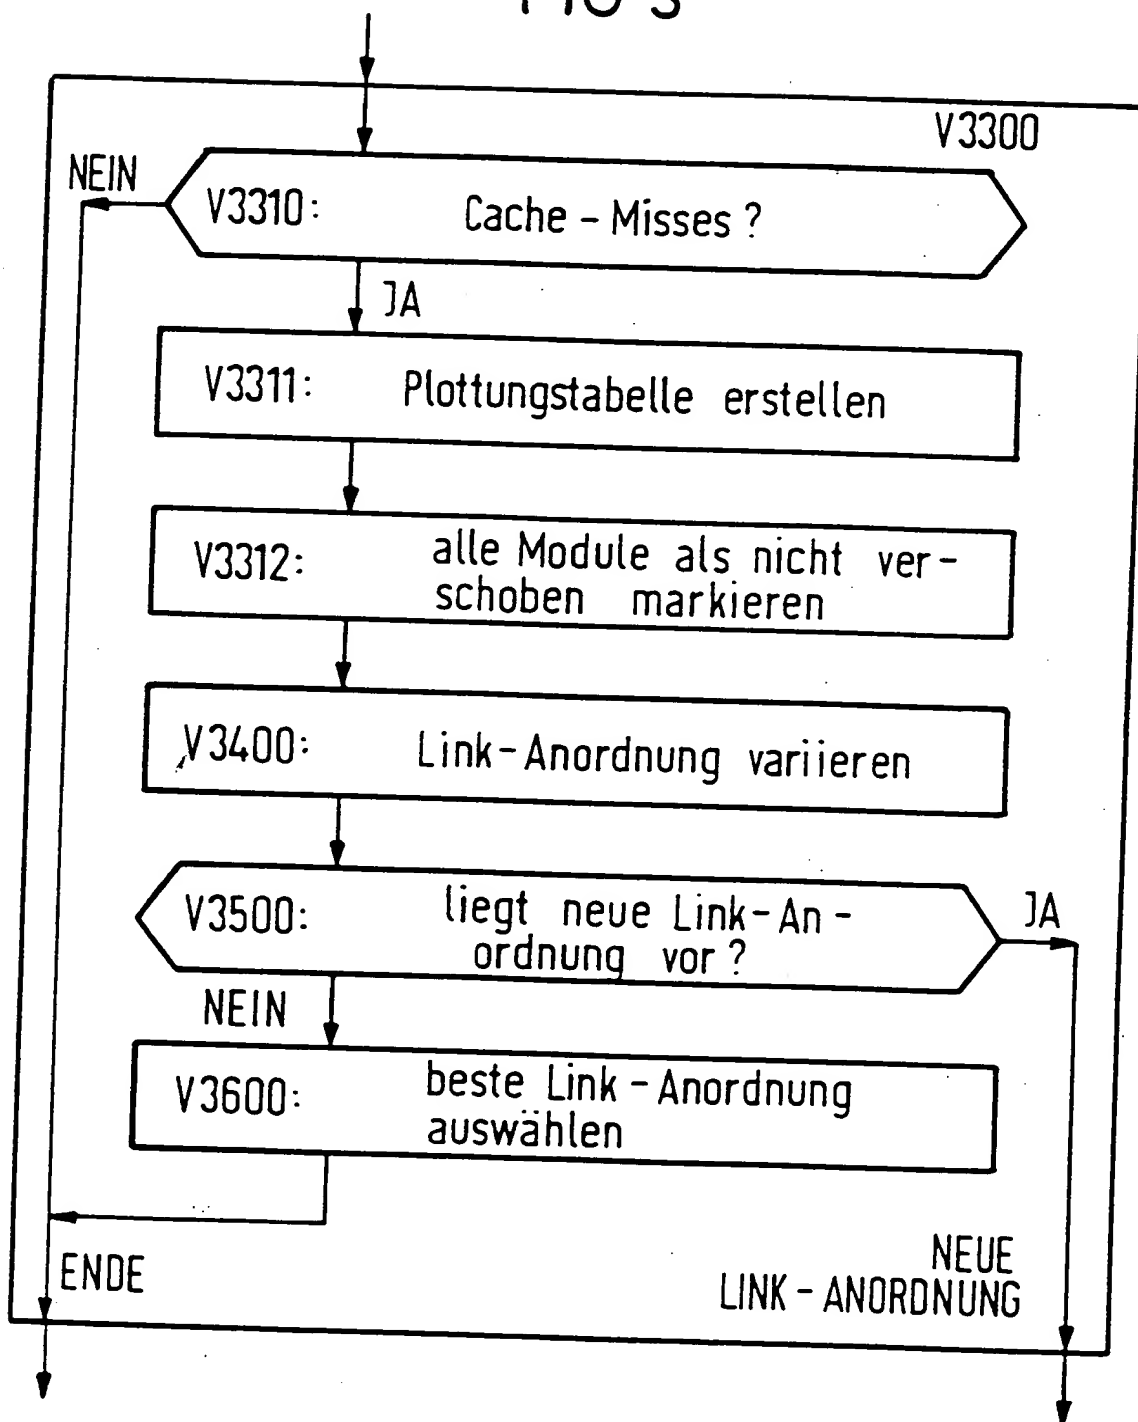 FIG 3
V3300
NEIN
V3310: Cache - Misses ?
JA
V3311: Plottungstabelle erstellen
V3312: alle Module als nicht ver-
schoben markieren
V3400: Link-Anordnung variieren
V3500: liegt neue Link-An-
ordnung vor ?
JA
NEIN
V3600: beste Link-Anordnung
auswählen
ENDE
NEUE
LINK - ANORDNUNG